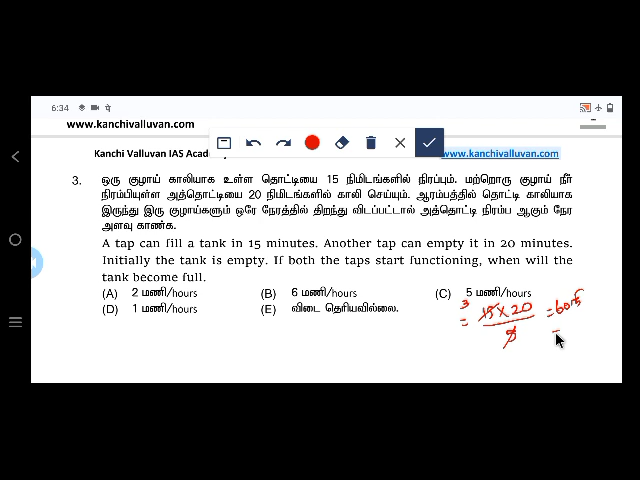 6:34
www.kanchivalluvan.com
Kanchi Valluvan IAS Academy
www.kanchivalluvan.com
3. ஒரு குழாய் காலியாக உள்ள தொட்டியை 15 நிமிடங்களில் நிரப்பும். மற்றொரு குழாய் நீர்
நிரம்பியுள்ள அத்தொட்டியை 20 நிமிடங்களில் காலி செய்யும். ஆரம்பத்தில் தொட்டி காலியாக
இருந்து இரு குழாய்களும் ஒரே நேரத்தில் திறந்து விடப்பட்டால் அத்தொட்டி நிரம்ப ஆகும் நேர
அளவு காண்க.
A tap can fill a tank in 15 minutes. Another tap can empty it in 20 minutes.
Initially the tank is empty. If both the taps start functioning, when will the
tank become full.
(A) 2 மணி/hours (B) 6 மணி/hours (C) 5 மணி/hours
(D) 1 மணி/hours (E) விடை தெரியவில்லை.
3
= 15 x 20 = 60
5
=